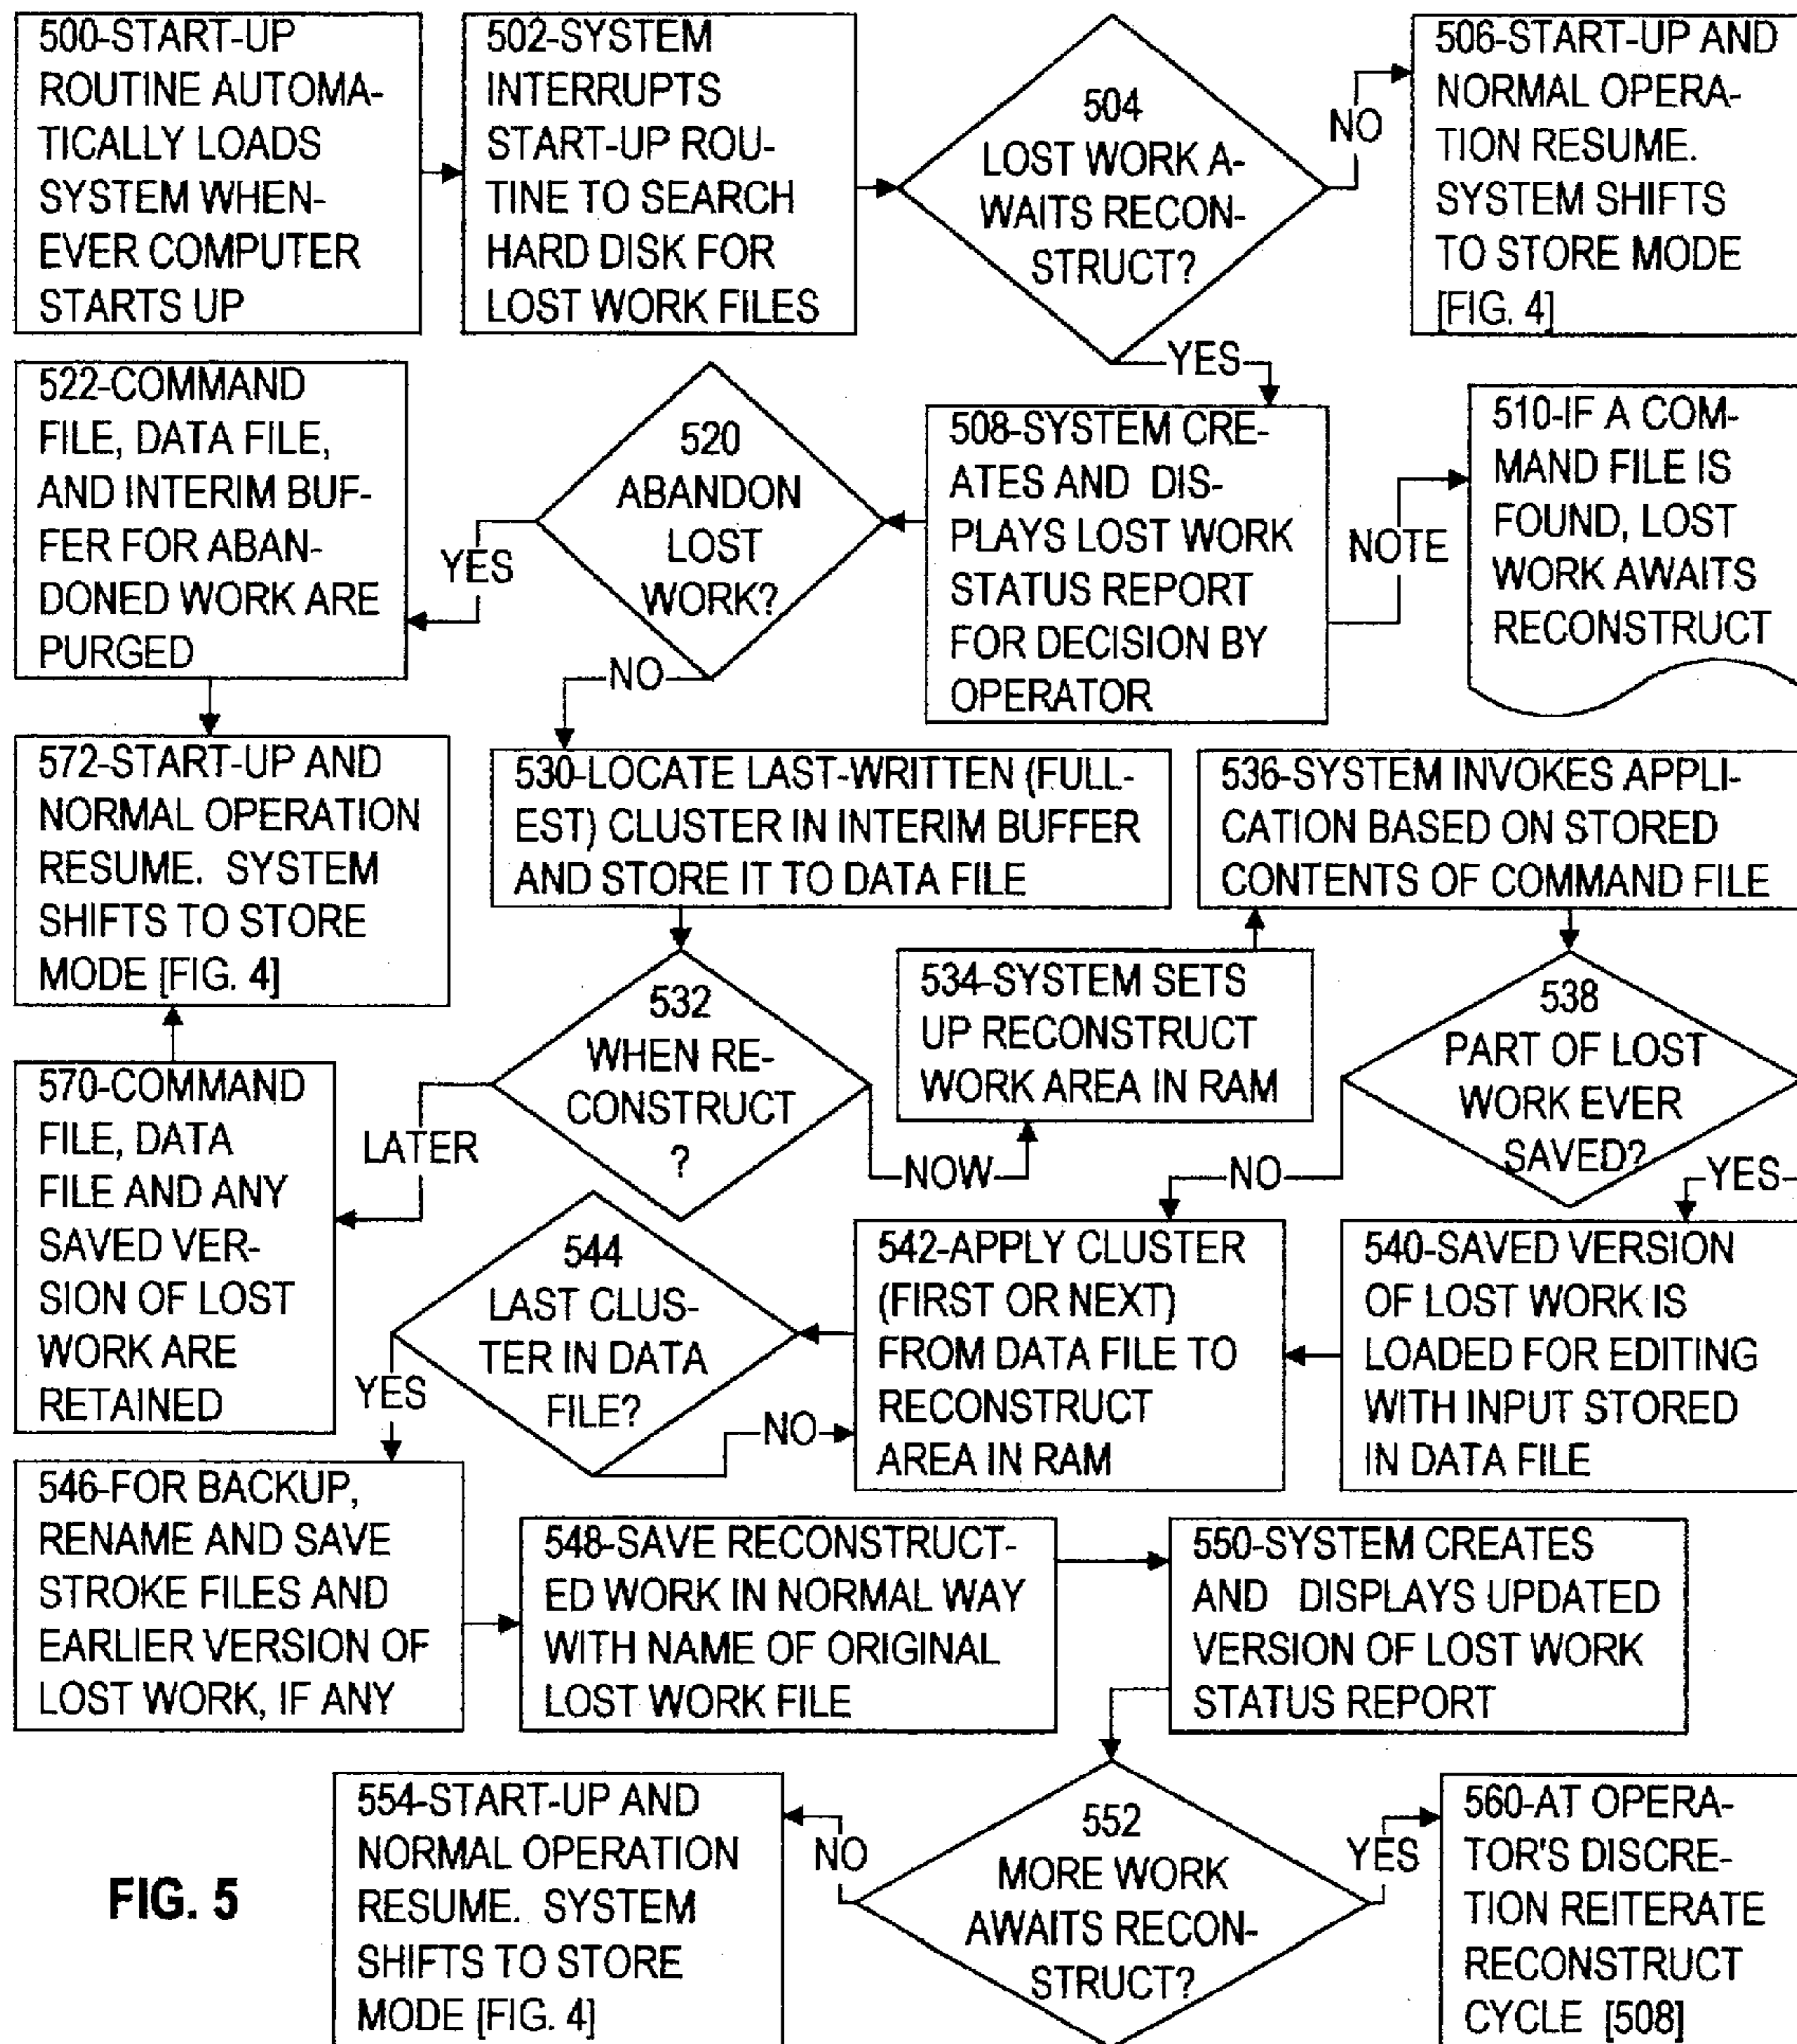 500-START-UP
ROUTINE AUTOMA-
TICALLY LOADS
SYSTEM WHEN-
EVER COMPUTER
STARTS UP
502-SYSTEM
INTERRUPTS
START-UP ROU-
TINE TO SEARCH
HARD DISK FOR
LOST WORK FILES
504
LOST WORK A-
WAITS RECON-
STRUCT?
NO
506-START-UP AND
NORMAL OPERA-
TION RESUME.
SYSTEM SHIFTS
TO STORE MODE
[FIG. 4]
YES
508-SYSTEM CRE-
ATES AND DIS-
PLAYS LOST WORK
STATUS REPORT
FOR DECISION BY
OPERATOR
NOTE
510-IF A COM-
MAND FILE IS
FOUND, LOST
WORK AWAITS
RECONSTRUCT
520
ABANDON
LOST
WORK?
YES
522-COMMAND
FILE, DATA FILE,
AND INTERIM BUF-
FER FOR ABAN-
DONED WORK ARE
PURGED
NO
572-START-UP AND
NORMAL OPERATION
RESUME. SYSTEM
SHIFTS TO STORE
MODE [FIG. 4]
530-LOCATE LAST-WRITTEN (FULL-
EST) CLUSTER IN INTERIM BUFFER
AND STORE IT TO DATA FILE
532
WHEN RE-
CONSTRUCT
?
LATER
570-COMMAND
FILE, DATA
FILE AND ANY
SAVED VER-
SION OF LOST
WORK ARE
RETAINED
NOW
534-SYSTEM SETS
UP RECONSTRUCT
WORK AREA IN RAM
536-SYSTEM INVOKES APPLI-
CATION BASED ON STORED
CONTENTS OF COMMAND FILE
538
PART OF LOST
WORK EVER
SAVED?
NO
YES
540-SAVED VERSION
OF LOST WORK IS
LOADED FOR EDITING
WITH INPUT STORED
IN DATA FILE
542-APPLY CLUSTER
(FIRST OR NEXT)
FROM DATA FILE TO
RECONSTRUCT
AREA IN RAM
544
LAST CLUS-
TER IN DATA
FILE?
NO
YES
546-FOR BACKUP,
RENAME AND SAVE
STROKE FILES AND
EARLIER VERSION OF
LOST WORK, IF ANY
548-SAVE RECONSTRUCT-
ED WORK IN NORMAL WAY
WITH NAME OF ORIGINAL
LOST WORK FILE
550-SYSTEM CREATES
AND DISPLAYS UPDATED
VERSION OF LOST WORK
STATUS REPORT
552
MORE WORK
AWAITS RECON-
STRUCT?
NO
554-START-UP AND
NORMAL OPERATION
RESUME. SYSTEM
SHIFTS TO STORE
MODE [FIG. 4]
YES
560-AT OPERA-
TOR'S DISCRE-
TION REITERATE
RECONSTRUCT
CYCLE [508]
FIG. 5